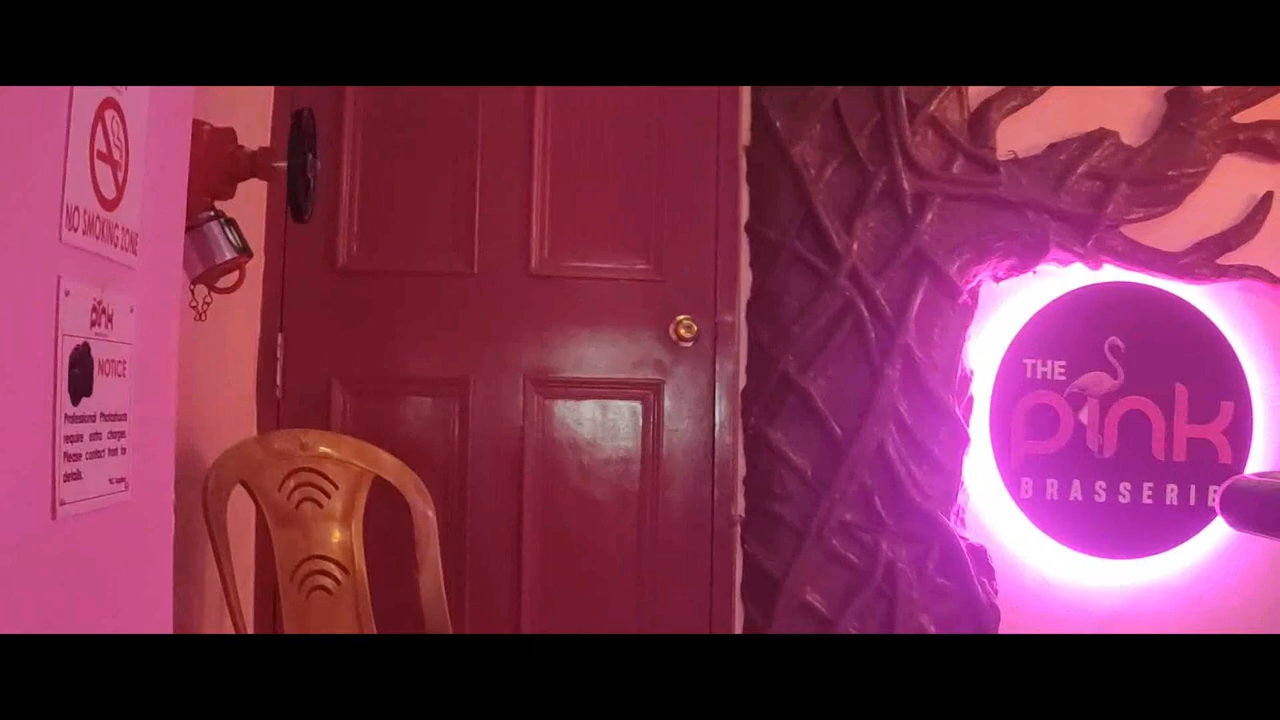 NO SMOKING ZONE
pink
NOTICE
Professional Photoshoots
require extra charges.
Please contact front for
details.
THE
pink
BRASSERIE